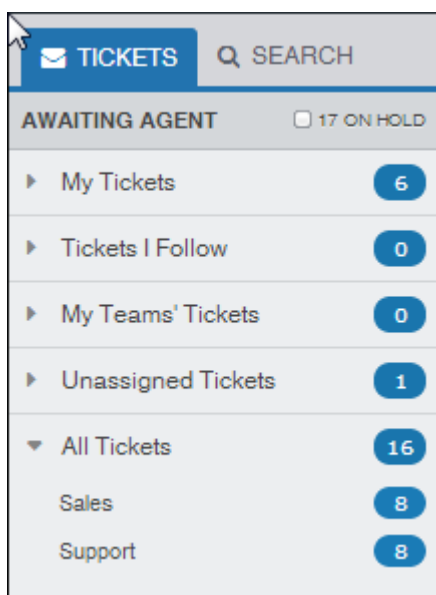 TICKETS SEARCH
AWAITING AGENT 17 ON HOLD
My Tickets 6
Tickets I Follow 0
My Teams' Tickets 0
Unassigned Tickets 1
All Tickets 16
Sales 8
Support 8